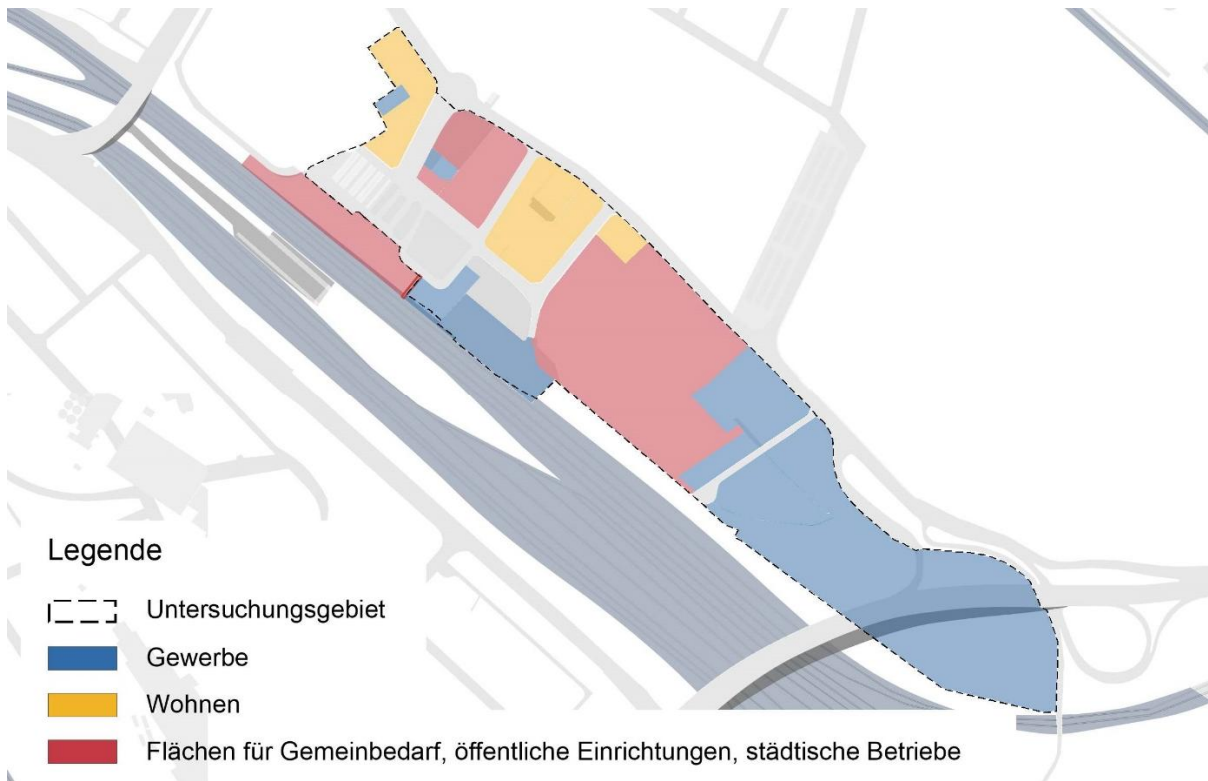 Legende
Untersuchungsgebiet
Gewerbe
Wohnen
Flächen für Gemeinbedarf, öffentliche Einrichtungen, städtische Betriebe